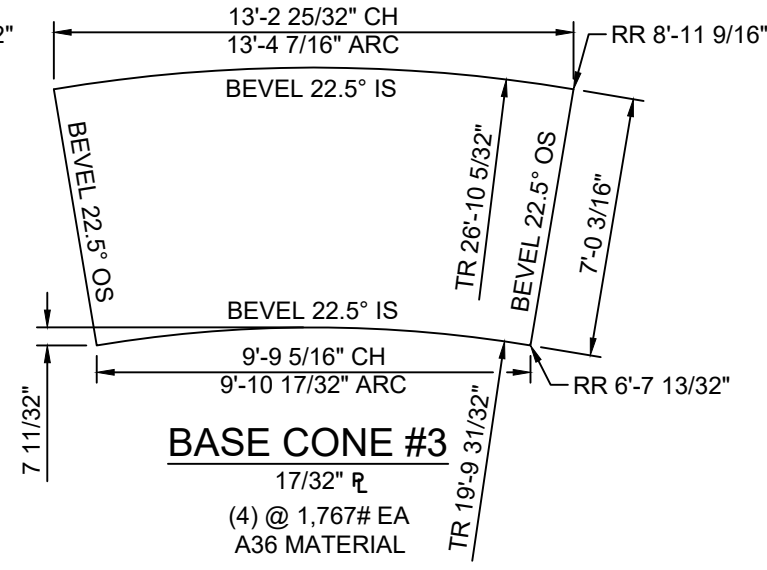 2"
13'-2 25/32" CH
13'-4 7/16" ARC
RR 8'-11 9/16"
BEVEL 22.5° IS
BEVEL 22.5° OS
TR 26'-10 5/32"
BEVEL 22.5° OS
7'-0 3/16"
BEVEL 22.5° IS
7 11/32"
9'-9 5/16" CH
9'-10 17/32" ARC
RR 6'-7 13/32"
TR 19'-9 31/32"
BASE CONE #3
17/32" PL
(4) @ 1,767# EA
A36 MATERIAL